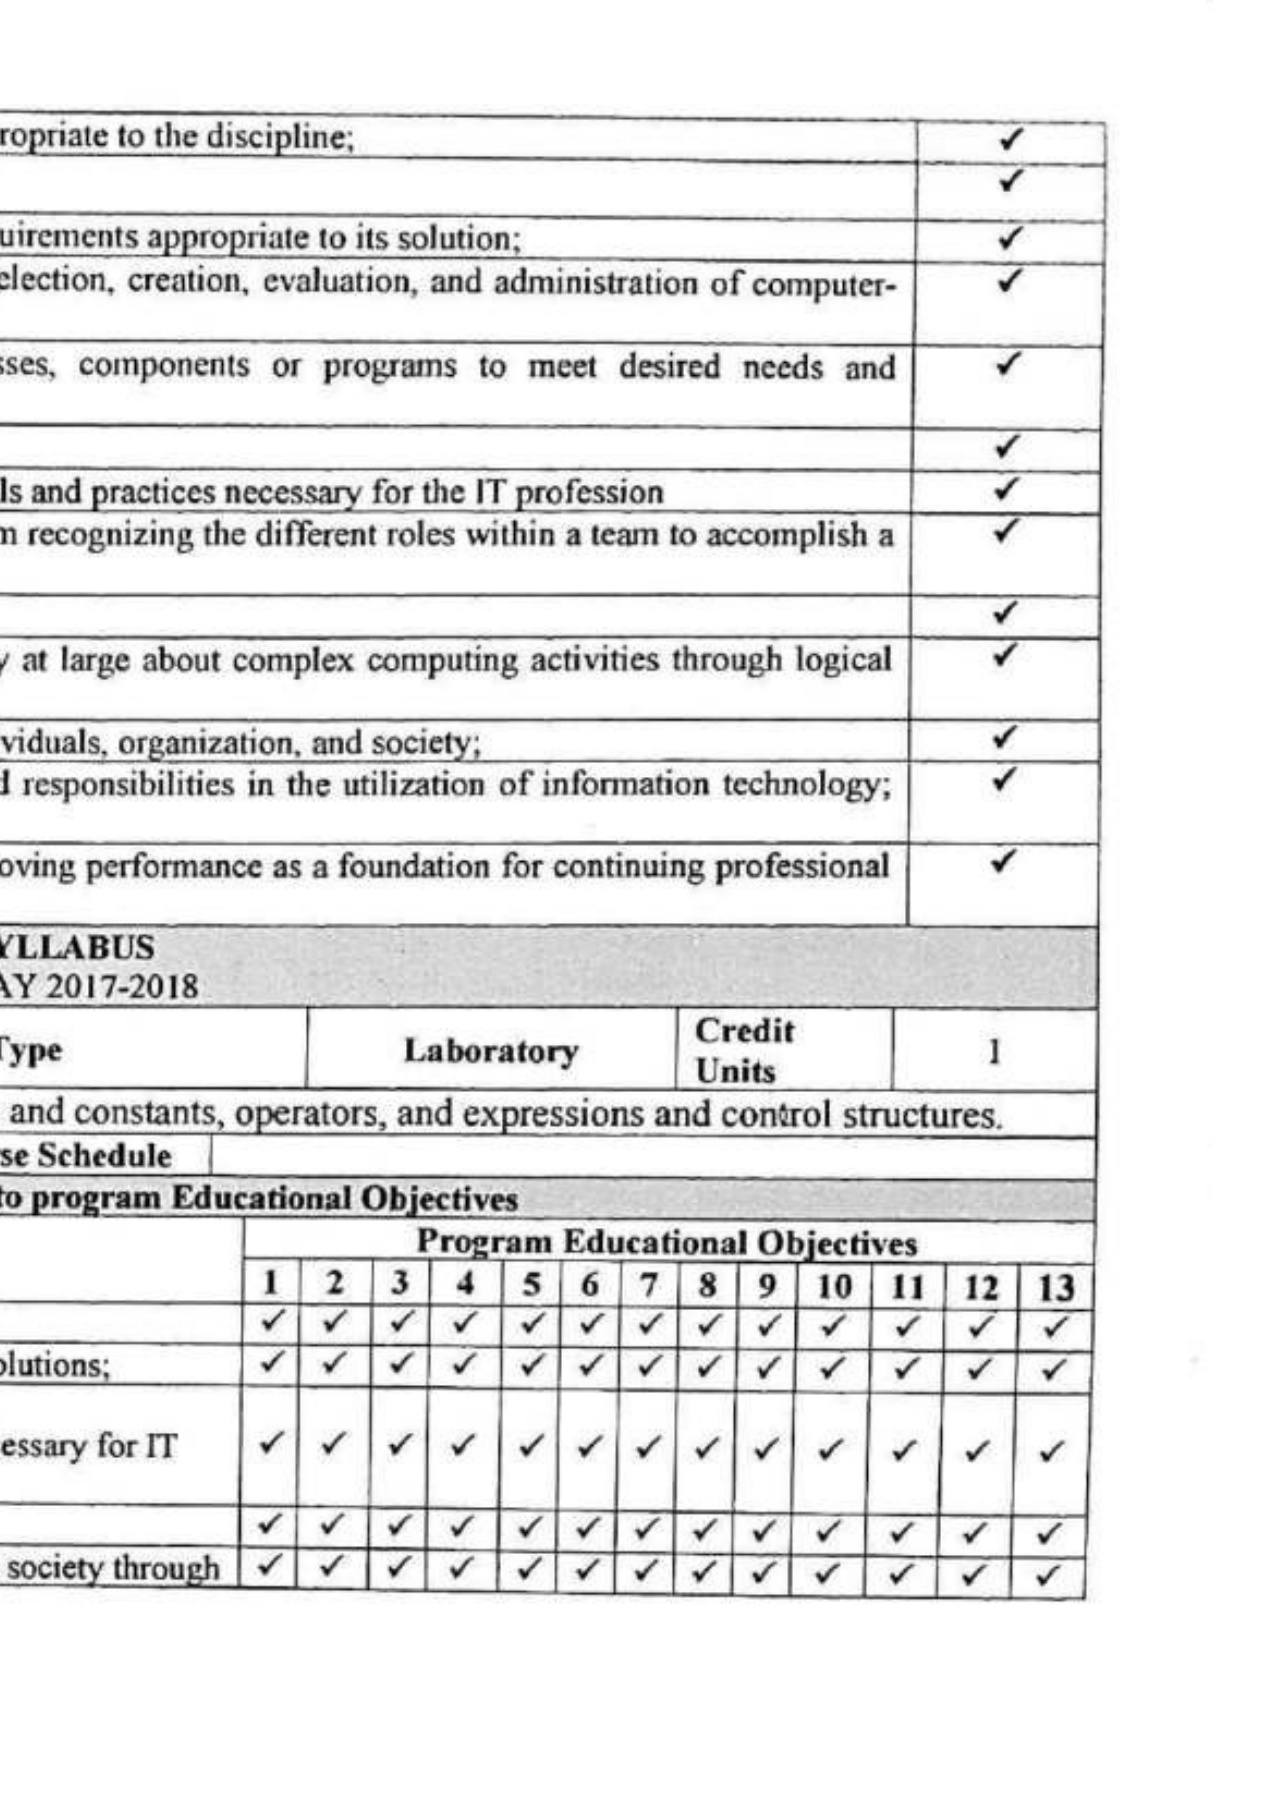 ropriate to the discipline; ✓
✓
uirements appropriate to its solution; ✓
election, creation, evaluation, and administration of computer- ✓
sses, components or programs to meet desired needs and ✓
✓
ls and practices necessary for the IT profession ✓
n recognizing the different roles within a team to accomplish a ✓
✓
y at large about complex computing activities through logical ✓
viduals, organization, and society; ✓
d responsibilities in the utilization of information technology; ✓
oving performance as a foundation for continuing professional ✓
YLLABUS
AY 2017-2018
Type Laboratory Credit Units 1
and constants, operators, and expressions and control structures.
se Schedule
to program Educational Objectives
Program Educational Objectives
1 2 3 4 5 6 7 8 9 10 11 12 13
✓ ✓ ✓ ✓ ✓ ✓ ✓ ✓ ✓ ✓ ✓ ✓ ✓
olutions; ✓ ✓ ✓ ✓ ✓ ✓ ✓ ✓ ✓ ✓ ✓ ✓ ✓
essary for IT ✓ ✓ ✓ ✓ ✓ ✓ ✓ ✓ ✓ ✓ ✓ ✓ ✓
✓ ✓ ✓ ✓ ✓ ✓ ✓ ✓ ✓ ✓ ✓ ✓ ✓
society through ✓ ✓ ✓ ✓ ✓ ✓ ✓ ✓ ✓ ✓ ✓ ✓ ✓